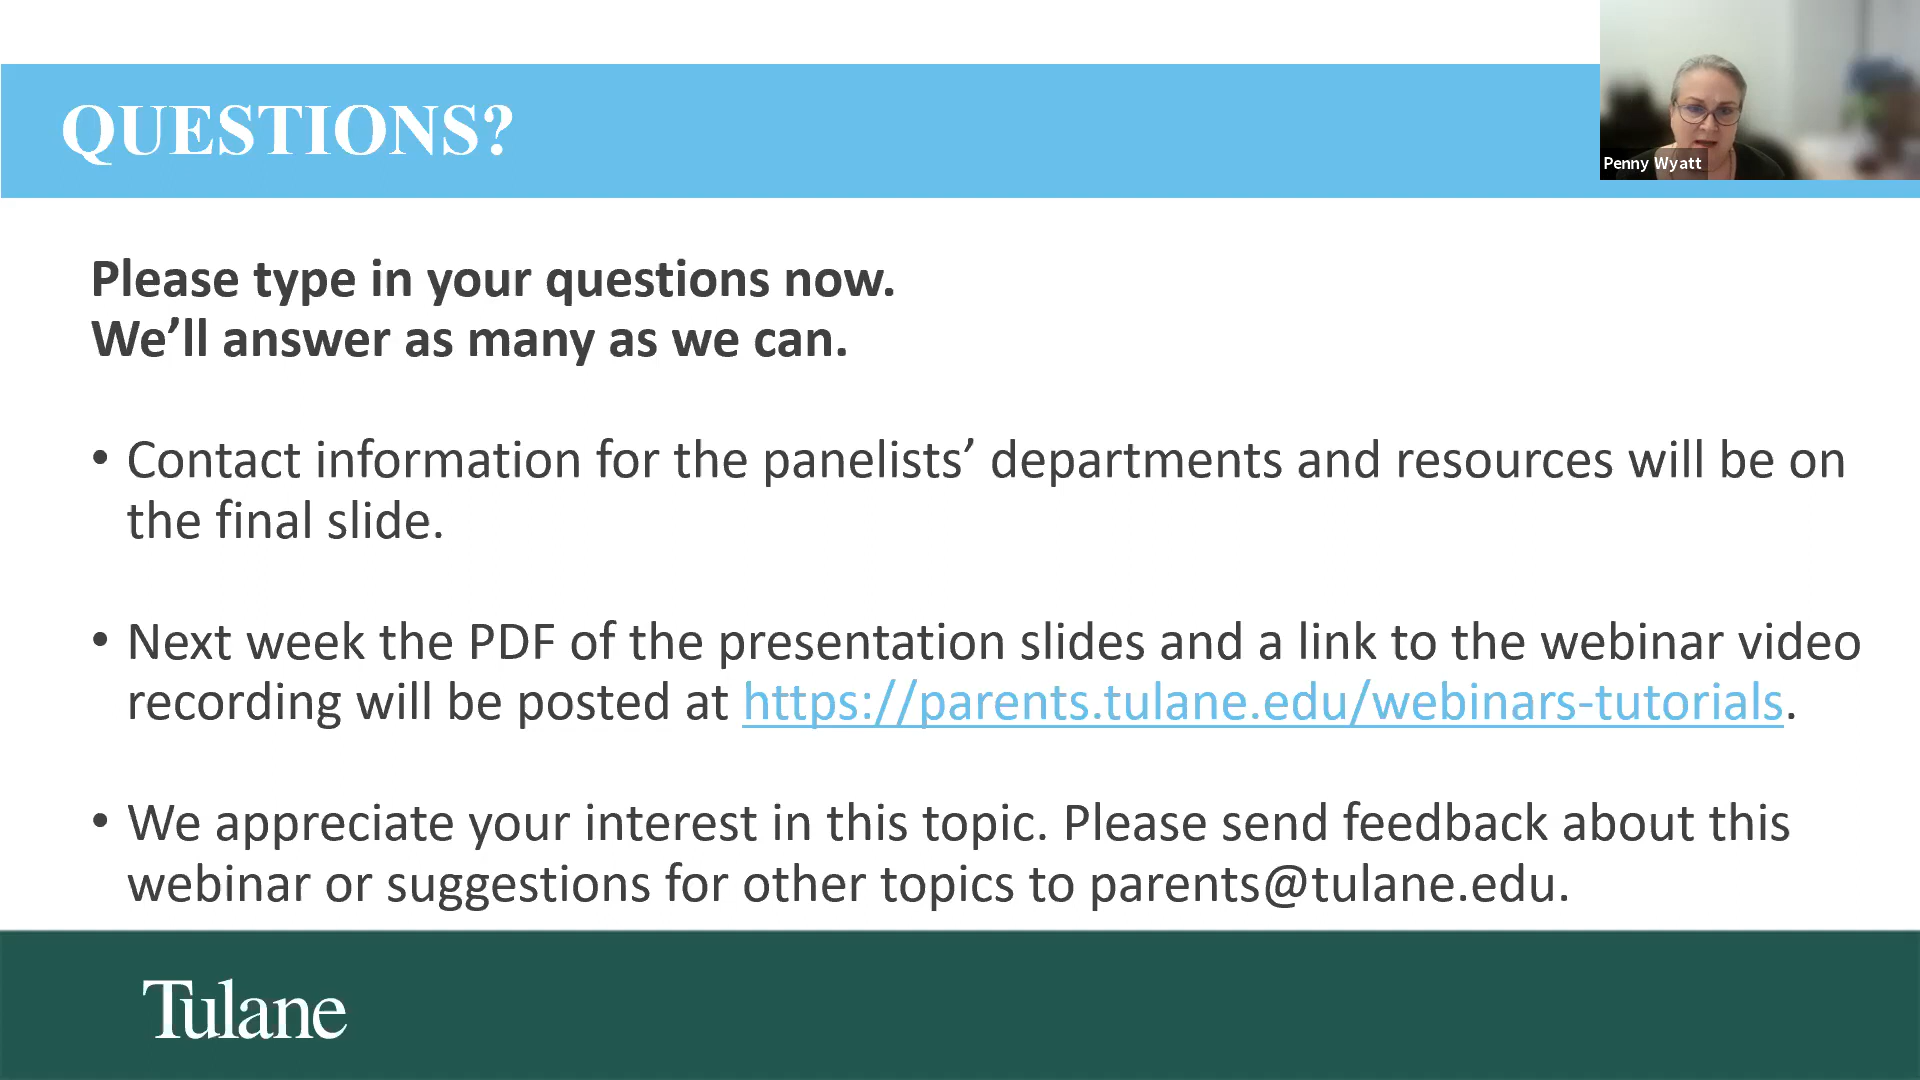 QUESTIONS?
Penny Wyatt
Please type in your questions now.
We’ll answer as many as we can.
• Contact information for the panelists’ departments and resources will be on
the final slide.
• Next week the PDF of the presentation slides and a link to the webinar video
recording will be posted at https://parents.tulane.edu/webinars-tutorials.
• We appreciate your interest in this topic. Please send feedback about this
webinar or suggestions for other topics to parents@tulane.edu.
Tulane